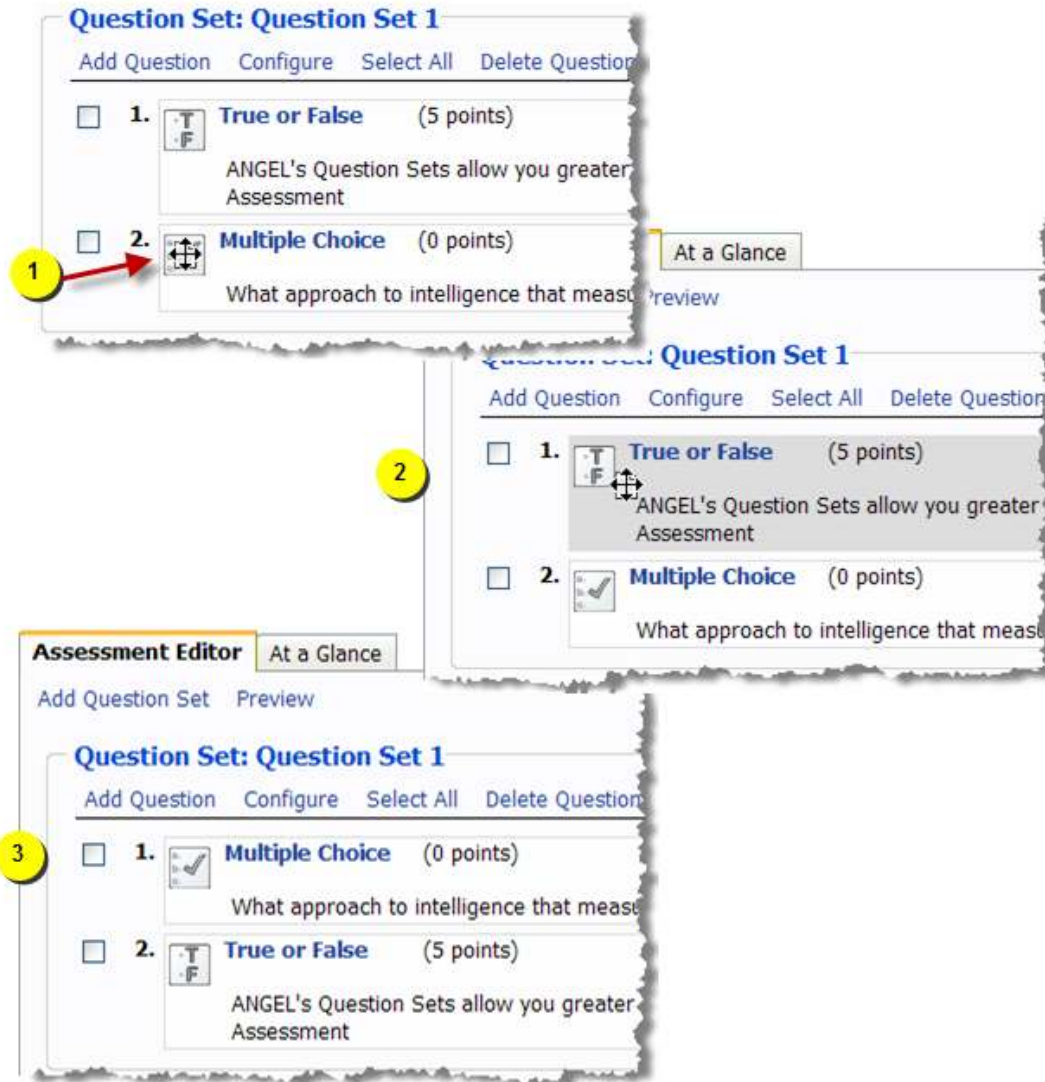 Question Set: Question Set 1
Add Question Configure Select All Delete Question
1. True or False (5 points)
ANGEL's Question Sets allow you greater
Assessment
2. Multiple Choice (0 points)
What approach to intelligence that measu
1
At a Glance
Preview
Question Set: Question Set 1
Add Question Configure Select All Delete Question
2
1. True or False (5 points)
ANGEL's Question Sets allow you greater
Assessment
2. Multiple Choice (0 points)
What approach to intelligence that meas
Assessment Editor At a Glance
Add Question Set Preview
Question Set: Question Set 1
Add Question Configure Select All Delete Question
3
1. Multiple Choice (0 points)
What approach to intelligence that meas
2. True or False (5 points)
ANGEL's Question Sets allow you greater
Assessment